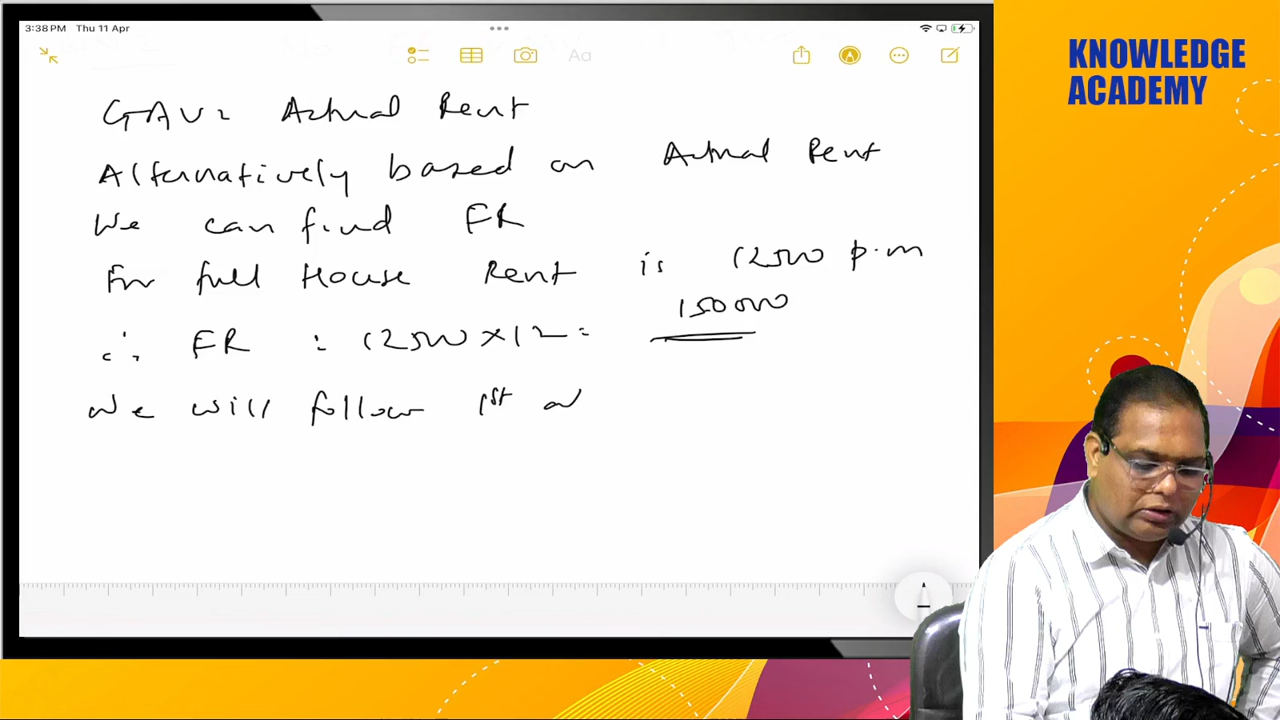 3:38 PM Thu 11 Apr
Aa
KNOWLEDGE
ACADEMY
GAV = Actual Rent
Alternatively based on Actual Rent
We can find FR
For full House Rent is 12500 p.m
∴ FR = 12500 × 12 = 150000
We will follow 1st